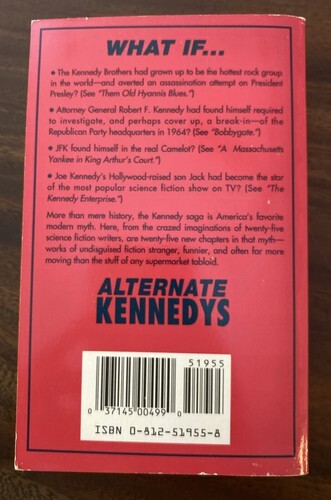 WHAT IF...
• The Kennedy Brothers had grown up to be the hottest rock group
in the world—and averted an assassination attempt on President
Presley? (See "Them Old Hyannis Blues.")
• Attorney General Robert F. Kennedy had found himself required
to investigate, and perhaps cover up, a break-in—of the
Republican Party headquarters in 1964? (See "Bobbygate.")
• JFK found himself in the real Camelot? (See "A Massachusetts
Yankee in King Arthur's Court.")
• Joe Kennedy's Hollywood-raised son Jack had become the star
of the most popular science fiction show on TV? (See "The
Kennedy Enterprise.")
More than mere history, the Kennedy saga is America's favorite
modern myth. Here, from the crazed imaginations of twenty-five
science fiction writers, are twenty-five new chapters in that myth—
works of undisguised fiction stranger, funnier, and often far more
moving than the stuff of any supermarket tabloid.
ALTERNATE
KENNEDYS
51955
0 37145 00499 0
ISBN 0-812-51955-8